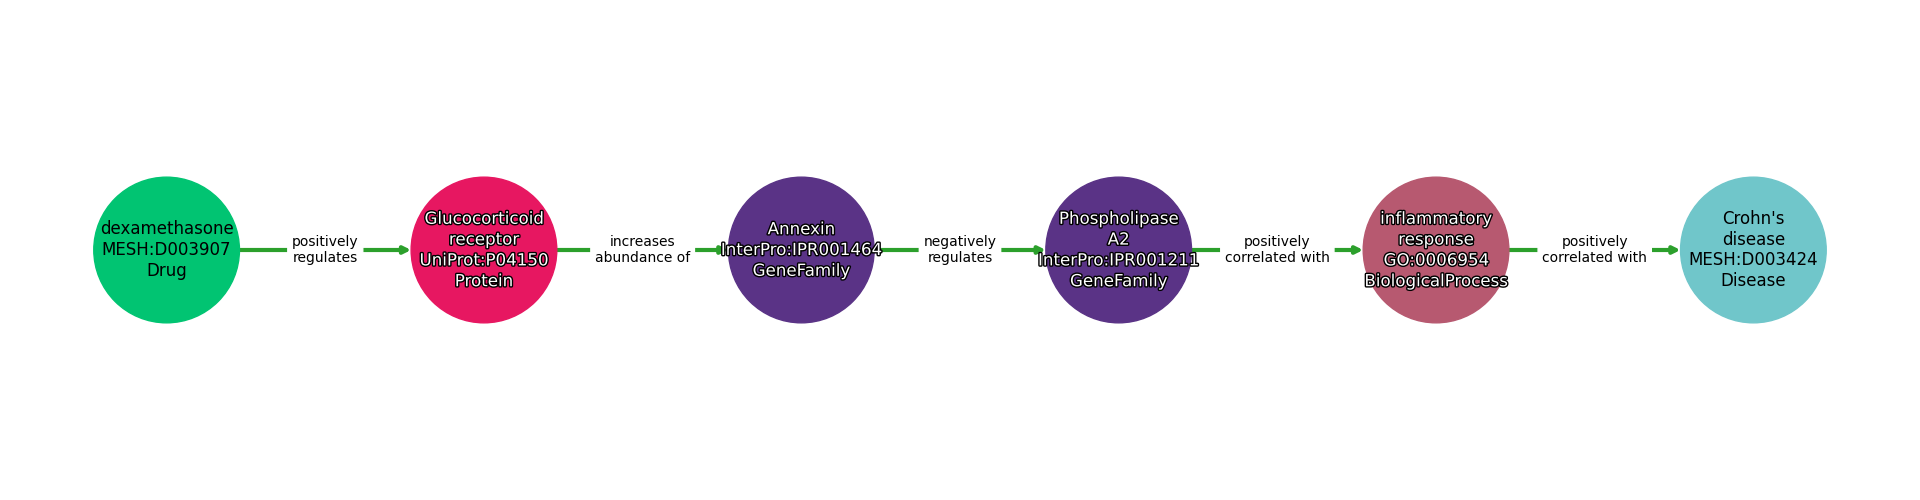 dexamethasone
MESH:D003907
Drug
positively
regulates
Glucocorticoid
receptor
UniProt:P04150
Protein
increases
abundance of
Annexin
InterPro:IPR001464
GeneFamily
negatively
regulates
Phospholipase
A2
InterPro:IPR001211
GeneFamily
positively
correlated with
inflammatory
response
GO:0006954
BiologicalProcess
positively
correlated with
Crohn's
disease
MESH:D003424
Disease